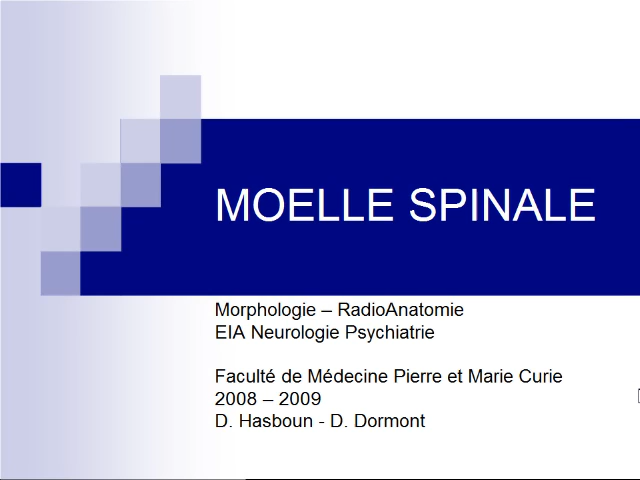 MOELLE SPINALE
Morphologie – RadioAnatomie
EIA Neurologie Psychiatrie
Faculté de Médecine Pierre et Marie Curie
2008 – 2009
D. Hasboun - D. Dormont